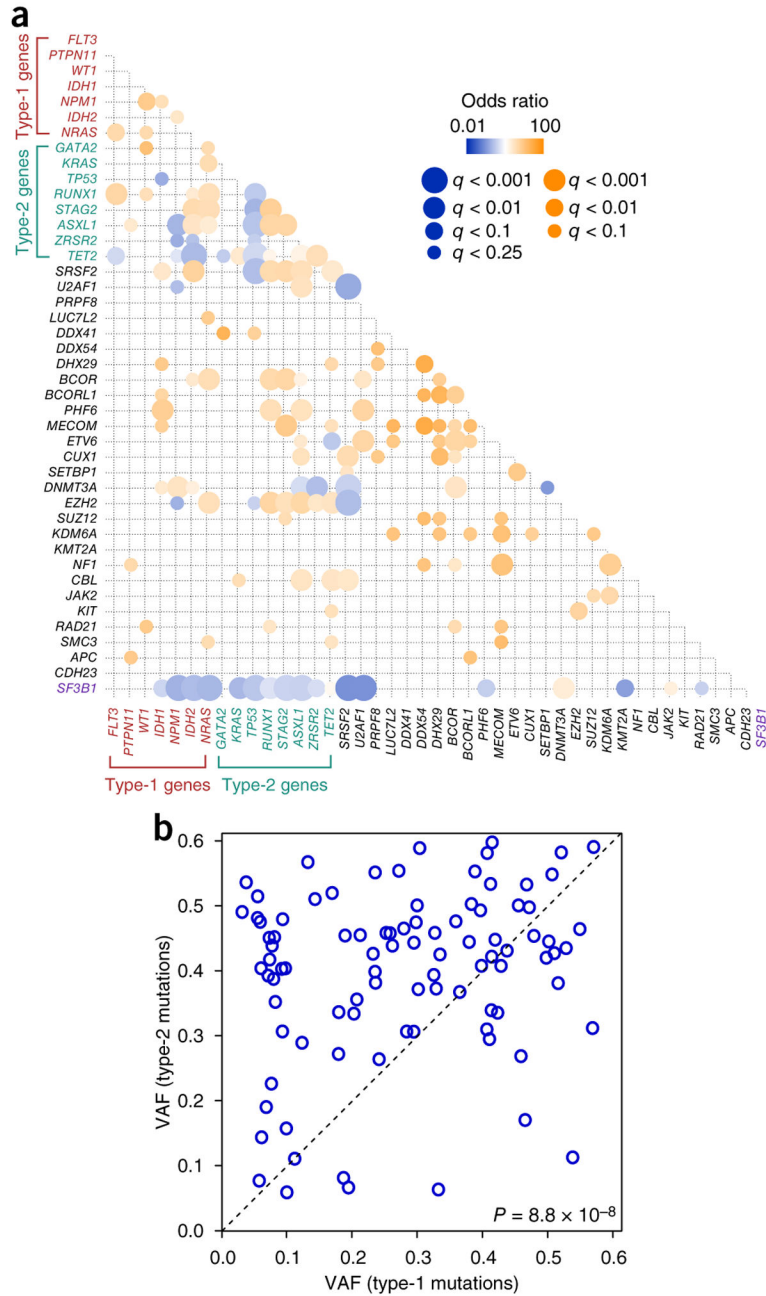 a
Type-1 genes
Type-2 genes
FLT3
PTPN11
WT1
IDH1
NPM1
IDH2
NRAS
GATA2
KRAS
TP53
RUNX1
STAG2
ASXL1
ZRSR2
TET2
SRSF2
U2AF1
PRPF8
LUC7L2
DDX41
DDX54
DHX29
BCOR
BCORL1
PHF6
MECOM
ETV6
CUX1
SETBP1
DNMT3A
EZH2
SUZ12
KDM6A
KMT2A
NF1
CBL
JAK2
KIT
RAD21
SMC3
APC
CDH23
SF3B1
Odds ratio
0.01 100
q < 0.001 q < 0.001
q < 0.01 q < 0.01
q < 0.1 q < 0.1
q < 0.25
FLT3
PTPN11
WT1
IDH1
NPM1
IDH2
NRAS
GATA2
KRAS
TP53
RUNX1
STAG2
ASXL1
ZRSR2
TET2
SRSF2
U2AF1
PRPF8
LUC7L2
DDX41
DDX54
DHX29
BCOR
BCORL1
PHF6
MECOM
ETV6
CUX1
SETBP1
DNMT3A
EZH2
SUZ12
KDM6A
KMT2A
NF1
CBL
JAK2
KIT
RAD21
SMC3
APC
CDH23
SF3B1
Type-1 genes Type-2 genes
b
VAF (type-2 mutations)
0.6
0.5
0.4
0.3
0.2
0.1
0.0
P = 8.8 × 10–8
0.0 0.1 0.2 0.3 0.4 0.5 0.6
VAF (type-1 mutations)